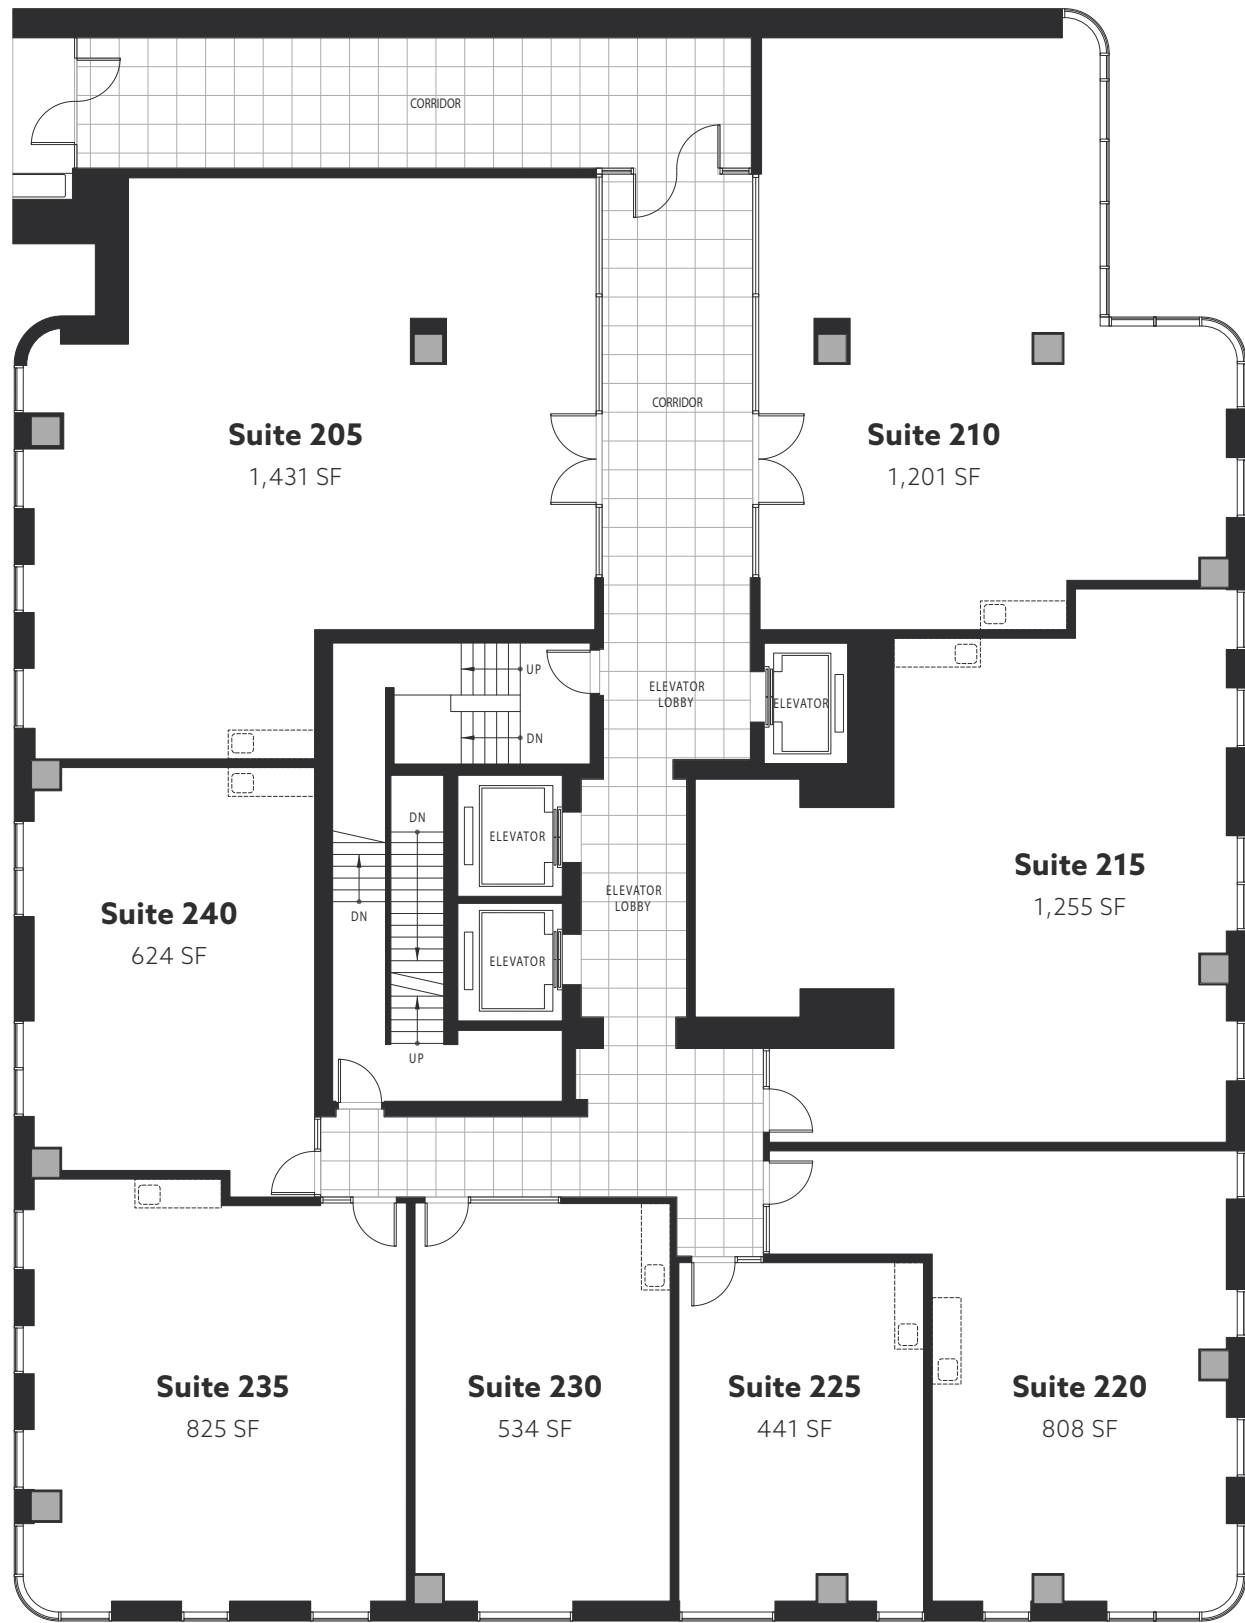 CORRIDOR
CORRIDOR
Suite 205
1,431 SF
Suite 210
1,201 SF
UP
DN
ELEVATOR
LOBBY
ELEVATOR
DN
ELEVATOR
DN
ELEVATOR
LOBBY
ELEVATOR
UP
Suite 215
1,255 SF
Suite 240
624 SF
Suite 235
825 SF
Suite 230
534 SF
Suite 225
441 SF
Suite 220
808 SF